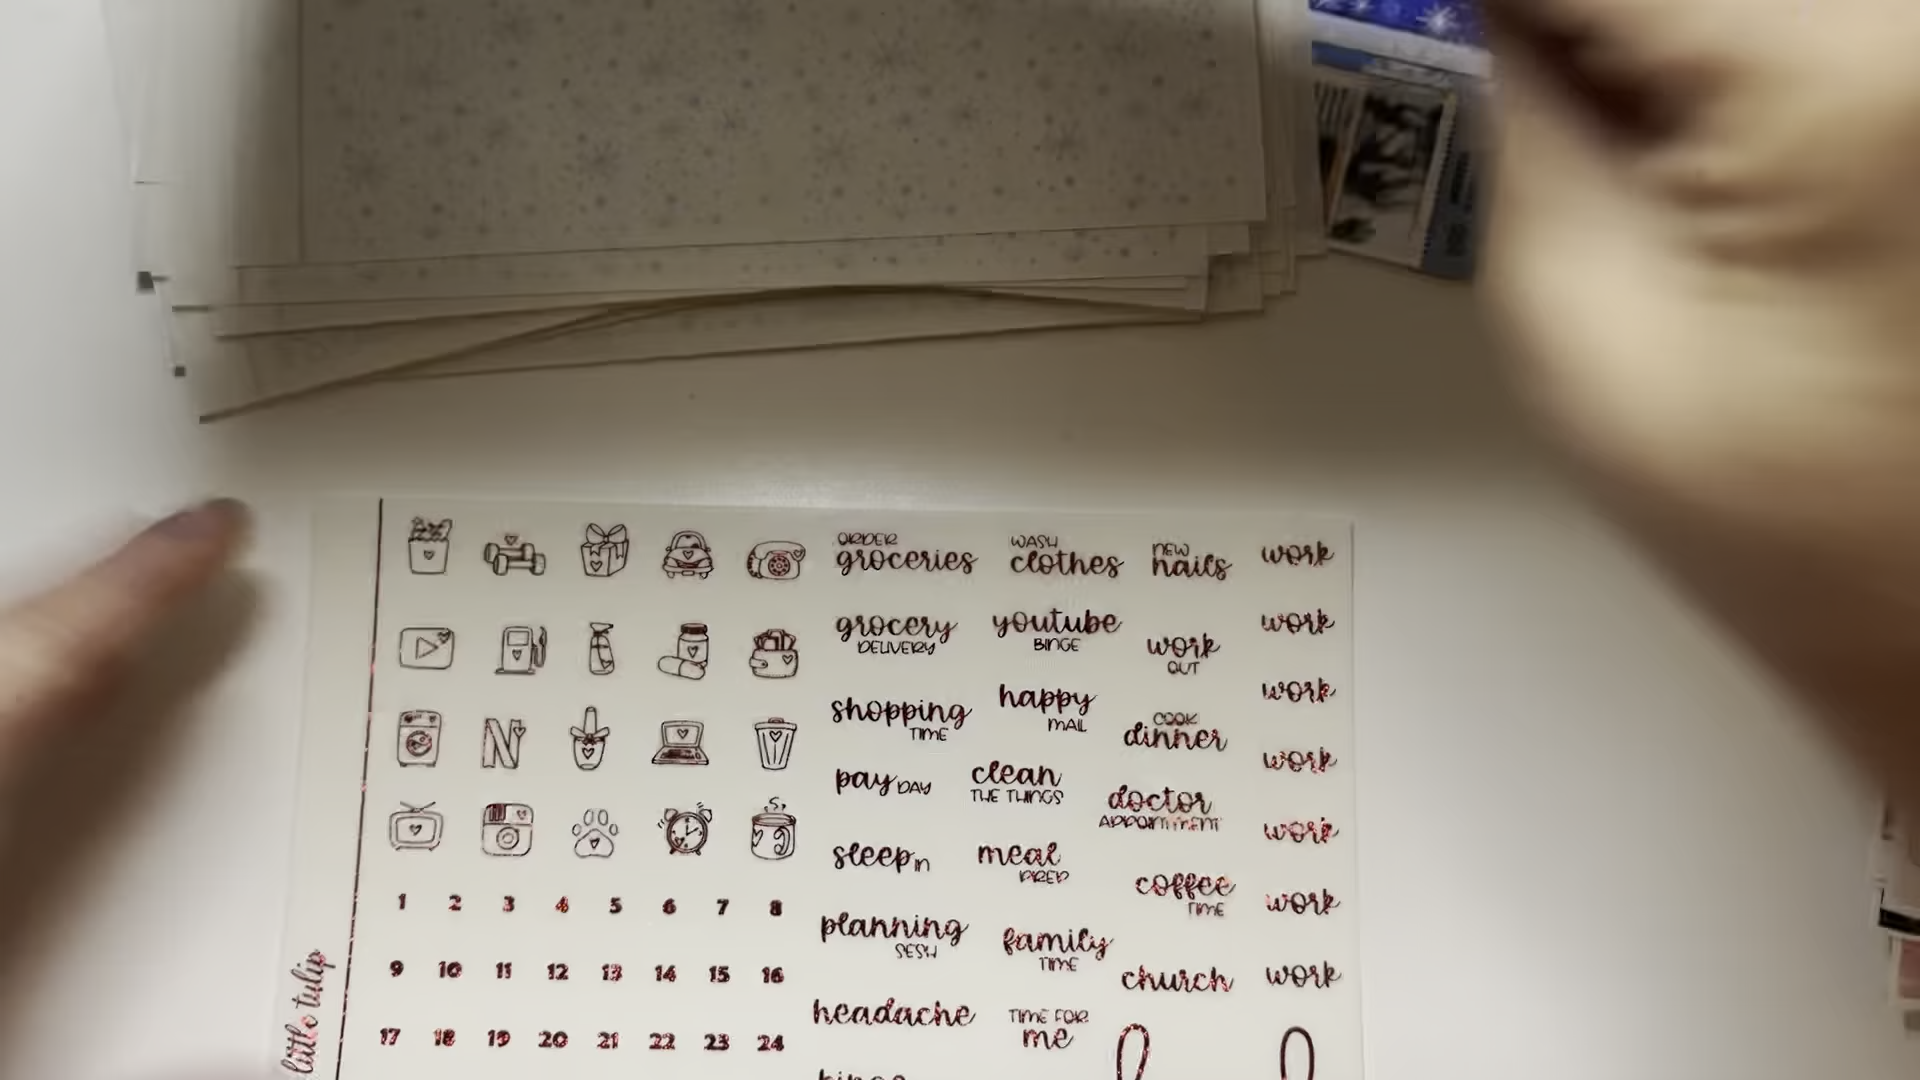 ORDER
groceries
WASH
clothes
NEW
nails
work
grocery
DELIVERY
youtube
BINGE
work
OUT
work
shopping
TIME
happy
MAIL
COOK
dinner
work
pay DAY
clean
THE THINGS
doctor
APPOINTMENT
work
sleep in
meal
PREP
coffee
TIME
work
planning
SESH
family
TIME
church
work
headache
TIME FOR
me
work
N
1 2 3 4 5 6 7 8
9 10 11 12 13 14 15 16
17 18 19 20 21 22 23 24
little tulip